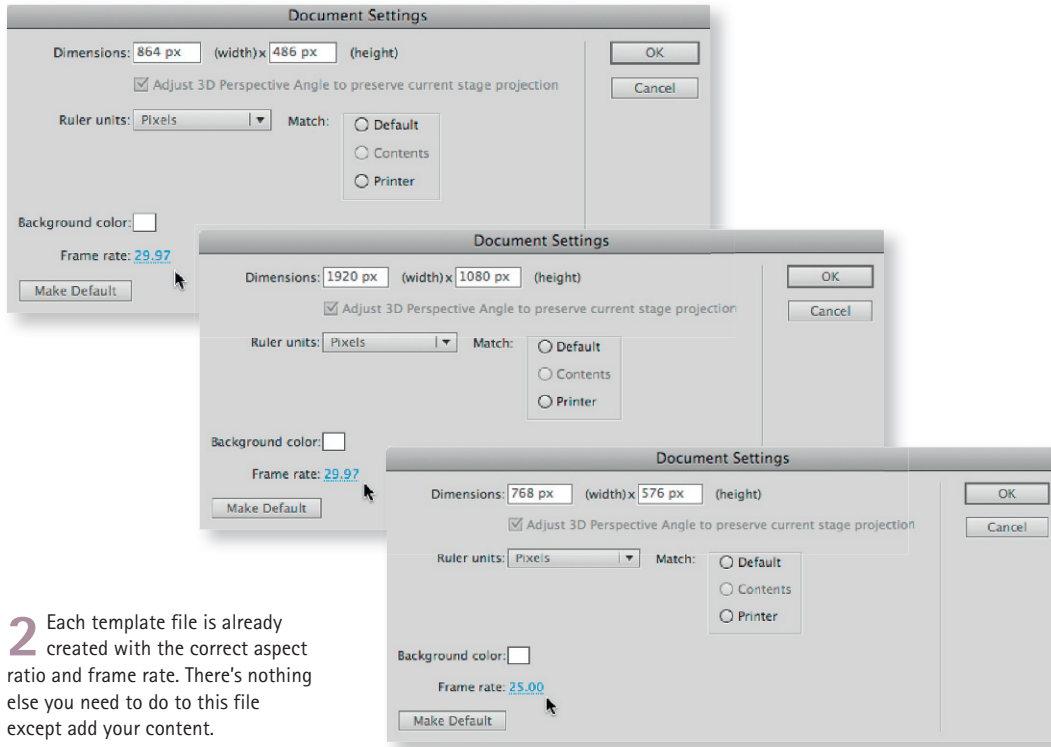 Document Settings
Dimensions: 864 px (width) x 486 px (height)
OK
Adjust 3D Perspective Angle to preserve current stage projection
Cancel
Ruler units: Pixels Match: Default
Contents
Printer
Background color:
Frame rate: 29.97
Make Default
Document Settings
Dimensions: 1920 px (width) x 1080 px (height)
OK
Adjust 3D Perspective Angle to preserve current stage projection
Cancel
Ruler units: Pixels Match: Default
Contents
Printer
Background color:
Frame rate: 29.97
Make Default
Document Settings
Dimensions: 768 px (width) x 576 px (height)
OK
Adjust 3D Perspective Angle to preserve current stage projection
Cancel
Ruler units: Pixels Match: Default
Contents
Printer
Background color:
Frame rate: 25.00
Make Default
2 Each template file is already
created with the correct aspect
ratio and frame rate. There's nothing
else you need to do to this file
except add your content.